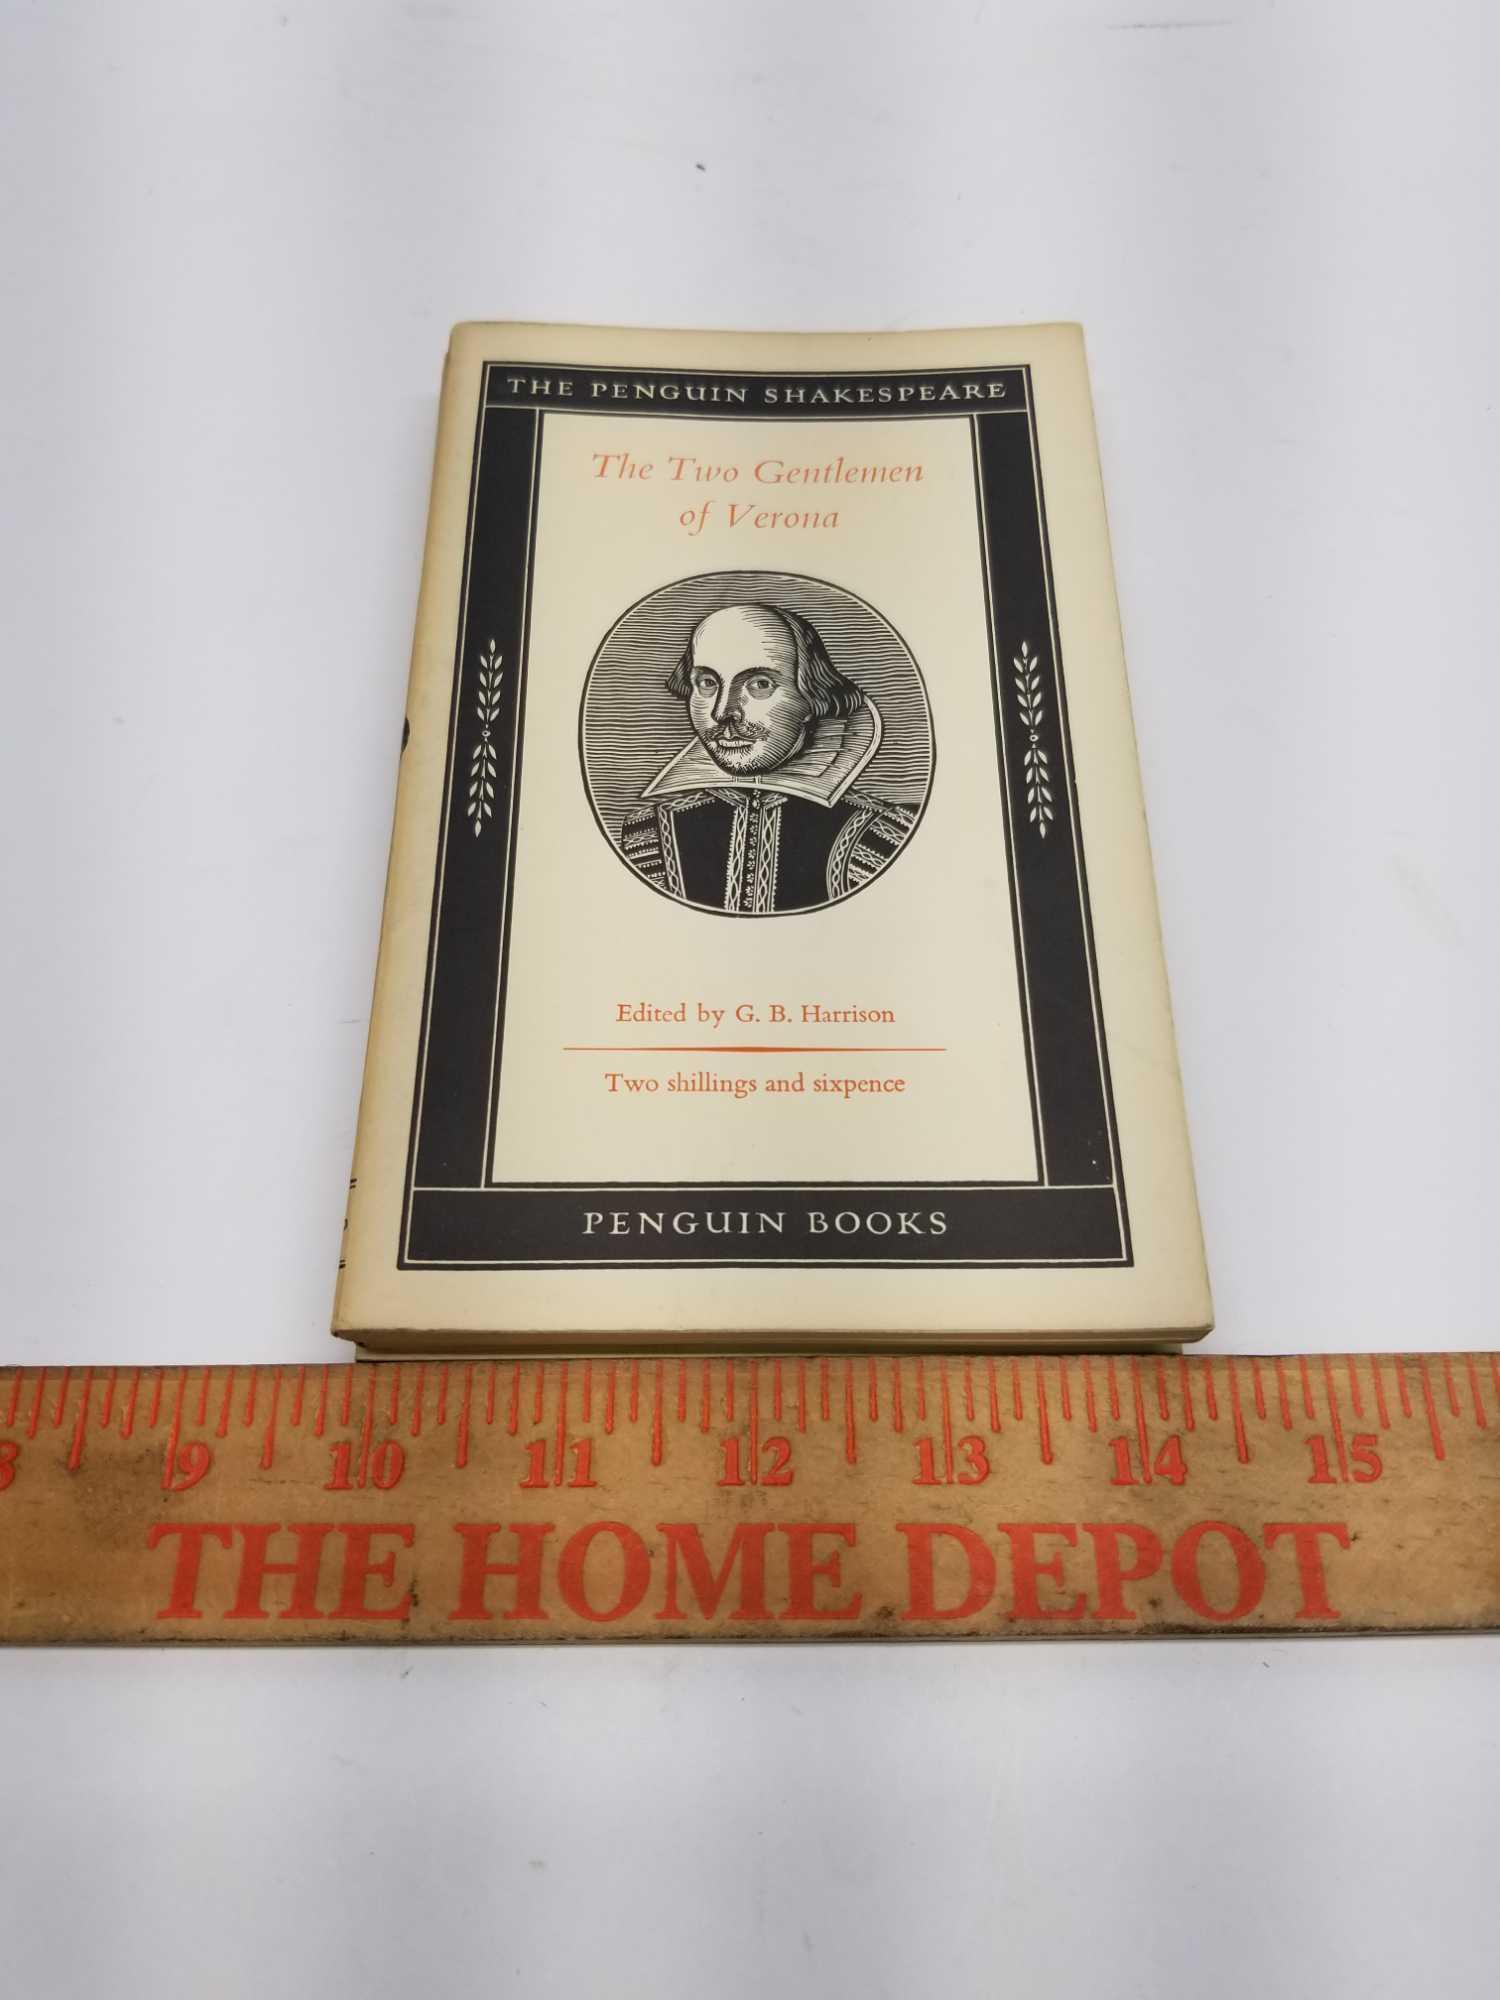 THE PENGUIN SHAKESPEARE
The Two Gentlemen
of Verona
Edited by G. B. Harrison
Two shillings and sixpence
PENGUIN BOOKS
8 9 10 11 12 13 14 15
THE HOME DEPOT